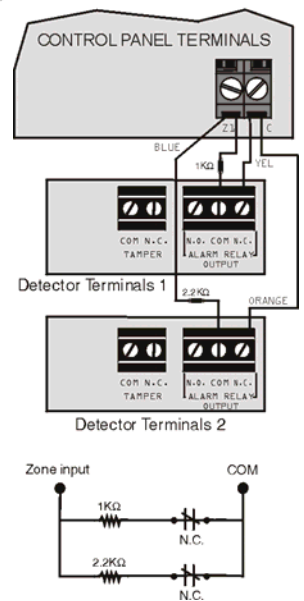 CONTROL PANEL TERMINALS
Z1 C
BLUE
1KΩ
YEL
COM N.C.
TAMPER
N.O. COM N.C.
ALARM RELAY
OUTPUT
Detector Terminals 1
2.2KΩ
ORANGE
COM N.C.
TAMPER
N.O. COM N.C.
ALARM RELAY
OUTPUT
Detector Terminals 2
Zone input COM
1KΩ
N.C.
2.2KΩ
N.C.